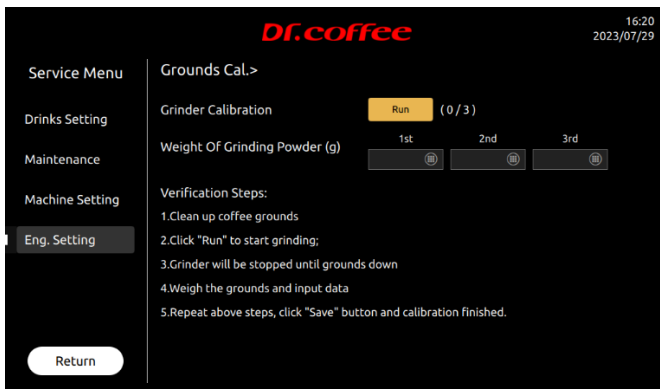 Dr.coffee
16:20
2023/07/29
Service Menu
Drinks Setting
Maintenance
Machine Setting
Eng. Setting
Return
Grounds Cal.>
Grinder Calibration
Run
(0/3)
1st 2nd 3rd
Weight Of Grinding Powder (g)
Verification Steps:
1.Clean up coffee grounds
2.Click "Run" to start grinding;
3.Grinder will be stopped until grounds down
4.Weigh the grounds and input data
5.Repeat above steps, click "Save" button and calibration finished.